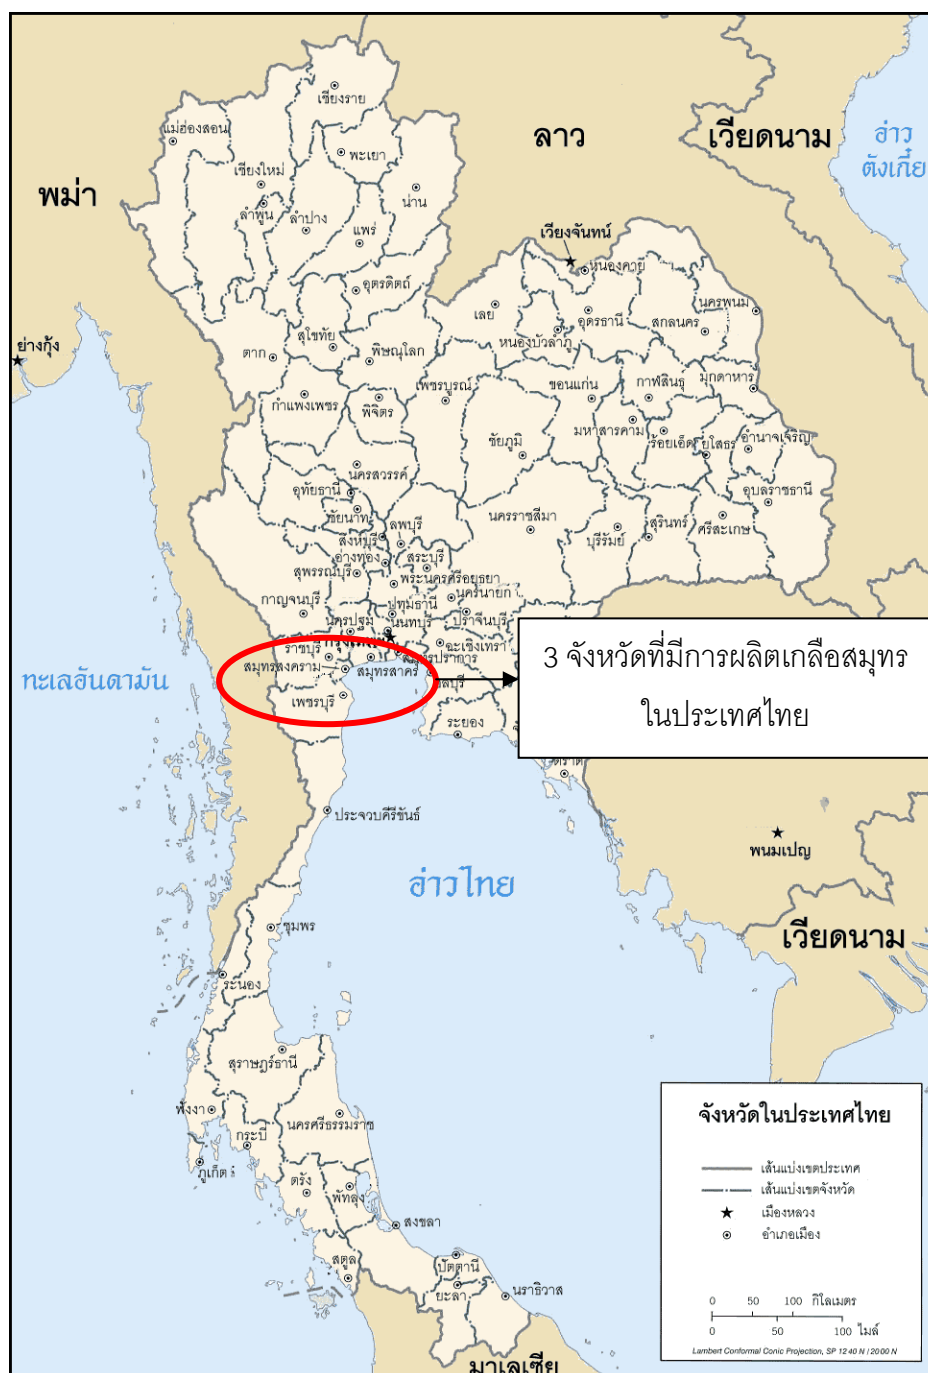 เชียงราย
แม่ฮ่องสอน
พะเยา
เชียงใหม่
น่าน
ลำพูน
ลำปาง
แพร่
พม่า
ลาว
เวียดนาม
อ่าว
ตังเกี๋ย
เวียงจันทน์
หนองคาย
อุตรดิตถ์
เลย
อุดรธานี
นครพนม
สกลนคร
สุโขทัย
หนองบัวลำภู
ย่างกุ้ง
ตาก
พิษณุโลก
เพชรบูรณ์
ขอนแก่น
กาฬสินธุ์
มุกดาหาร
กำแพงเพชร
พิจิตร
มหาสารคาม
ร้อยเอ็ด
ยโสธร
อำนาจเจริญ
ชัยภูมิ
นครสวรรค์
อุทัยธานี
อุบลราชธานี
ชัยนาท
ลพบุรี
นครราชสีมา
สุรินทร์
ศรีสะเกษ
บุรีรัมย์
สิงห์บุรี
อ่างทอง
สระบุรี
สุพรรณบุรี
พระนครศรีอยุธยา
นครนายก
กาญจนบุรี
ปทุมธานี
นครปฐม
นนทบุรี
ปราจีนบุรี
ราชบุรี
ฉะเชิงเทรา
สมุทรสงคราม
สมุทรสาคร
เพชรบุรี
ระยอง
3 จังหวัดที่มีการผลิตเกลือสมุทร
ในประเทศไทย
ทะเลอันดามัน
ตราด
ประจวบคีรีขันธ์
พนมเปญ
อ่าวไทย
ชุมพร
เวียดนาม
ระนอง
สุราษฎร์ธานี
พังงา
นครศรีธรรมราช
กระบี่
ภูเก็ต
ตรัง
พัทลุง
สงขลา
สตูล
ปัตตานี
ยะลา
นราธิวาส
มาเลเซีย
จังหวัดในประเทศไทย
เส้นแบ่งเขตประเทศ
เส้นแบ่งเขตจังหวัด
เมืองหลวง
อำเภอเมือง
0 50 100 กิโลเมตร
0 50 100 ไมล์
Lambert Conformal Conic Projection, SP 12 40 N / 20 00 N